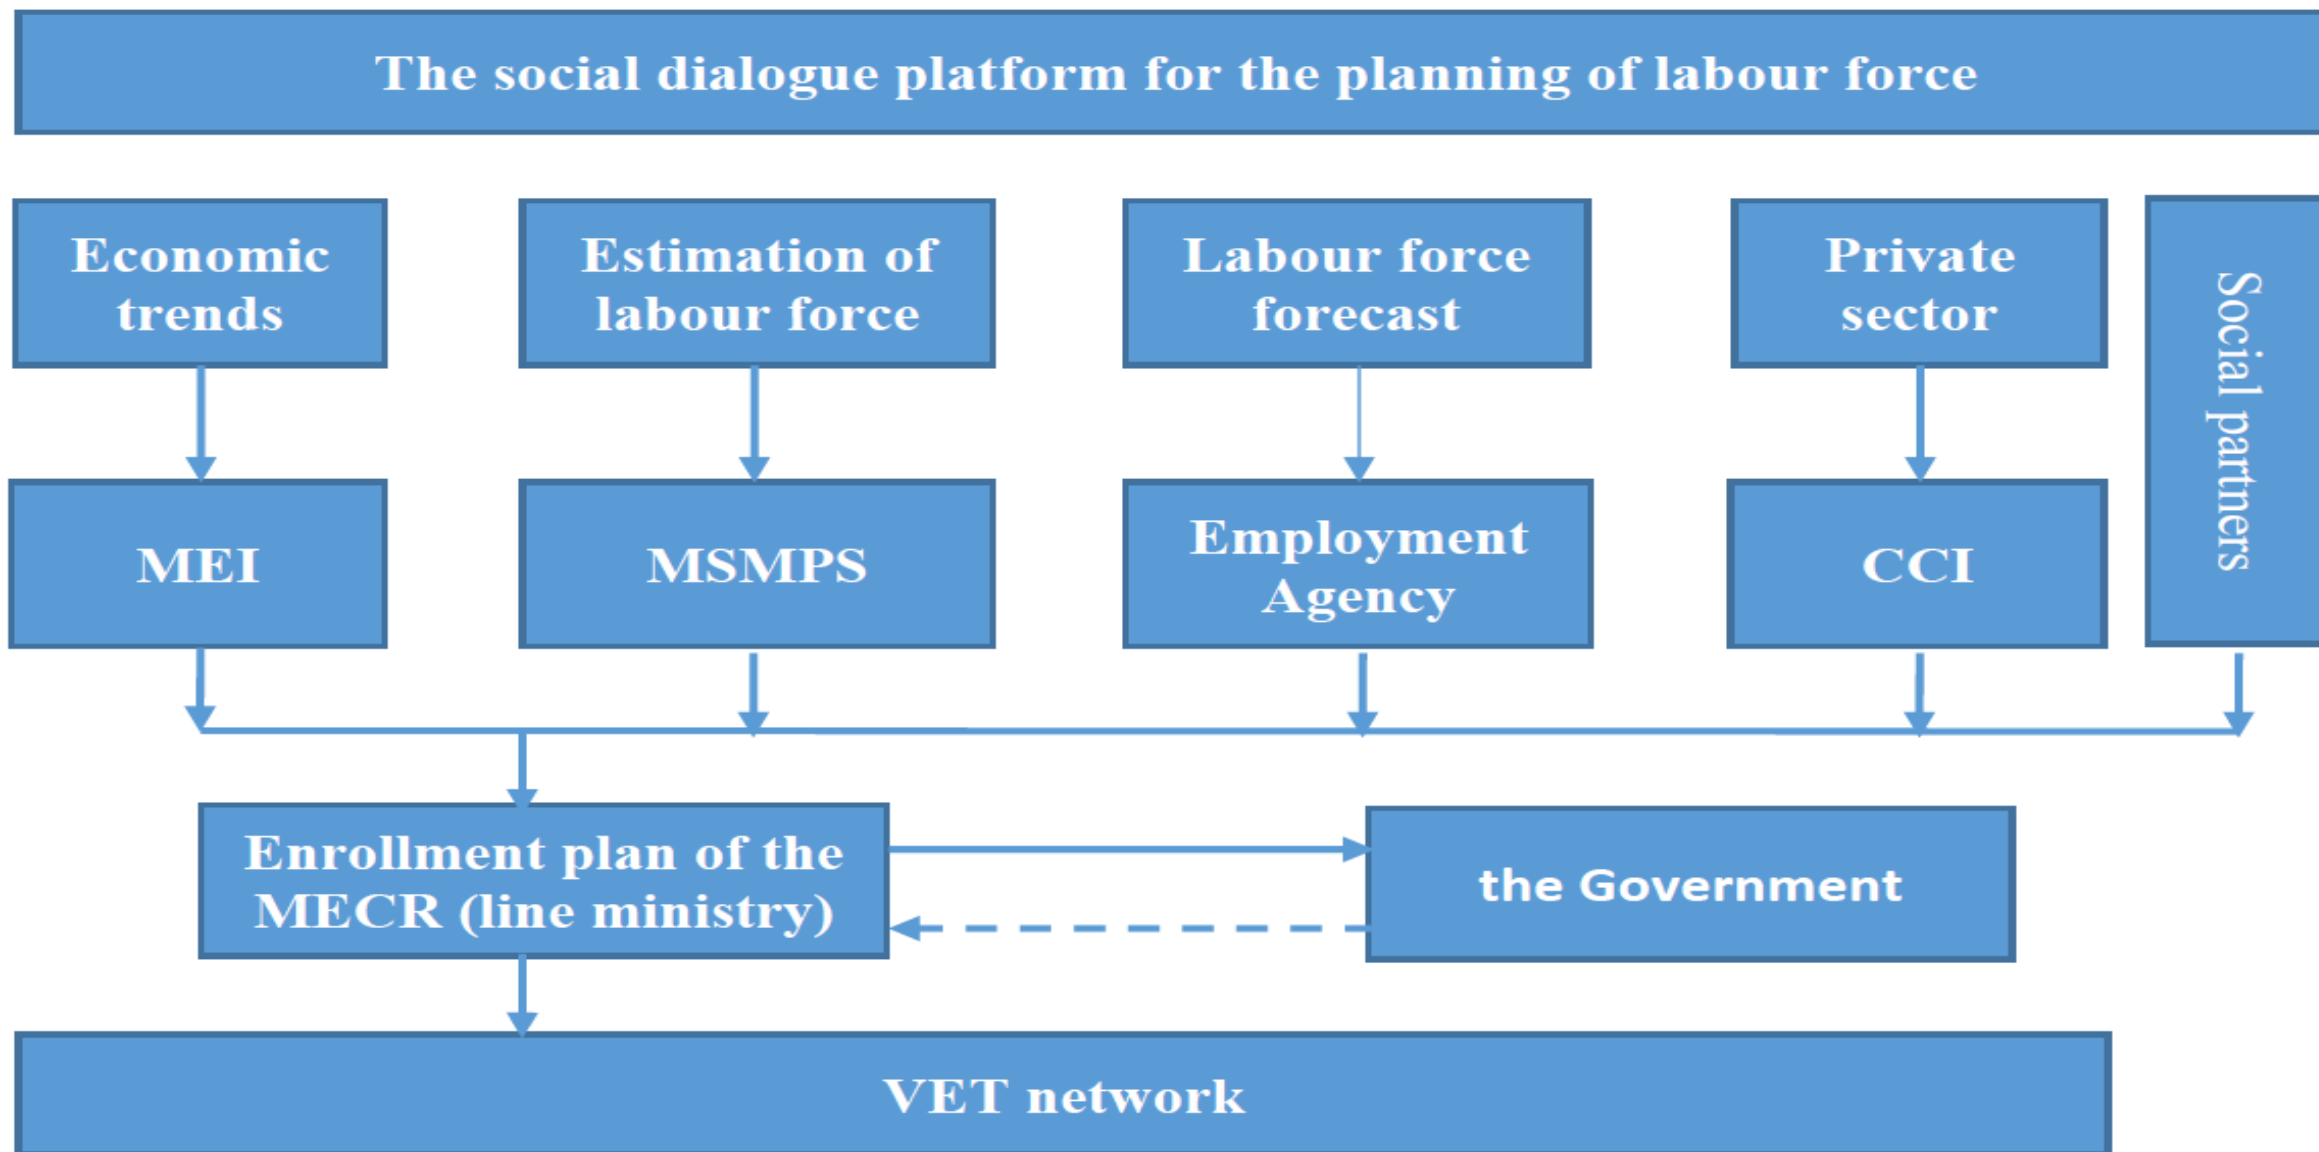 The social dialogue platform for the planning of labour force
Economic
trends
Estimation of
labour force
Labour force
forecast
Private
sector
Social partners
MEI
MSMPS
Employment
Agency
CCI
Enrollment plan of the
MECR (line ministry)
the Government
VET network